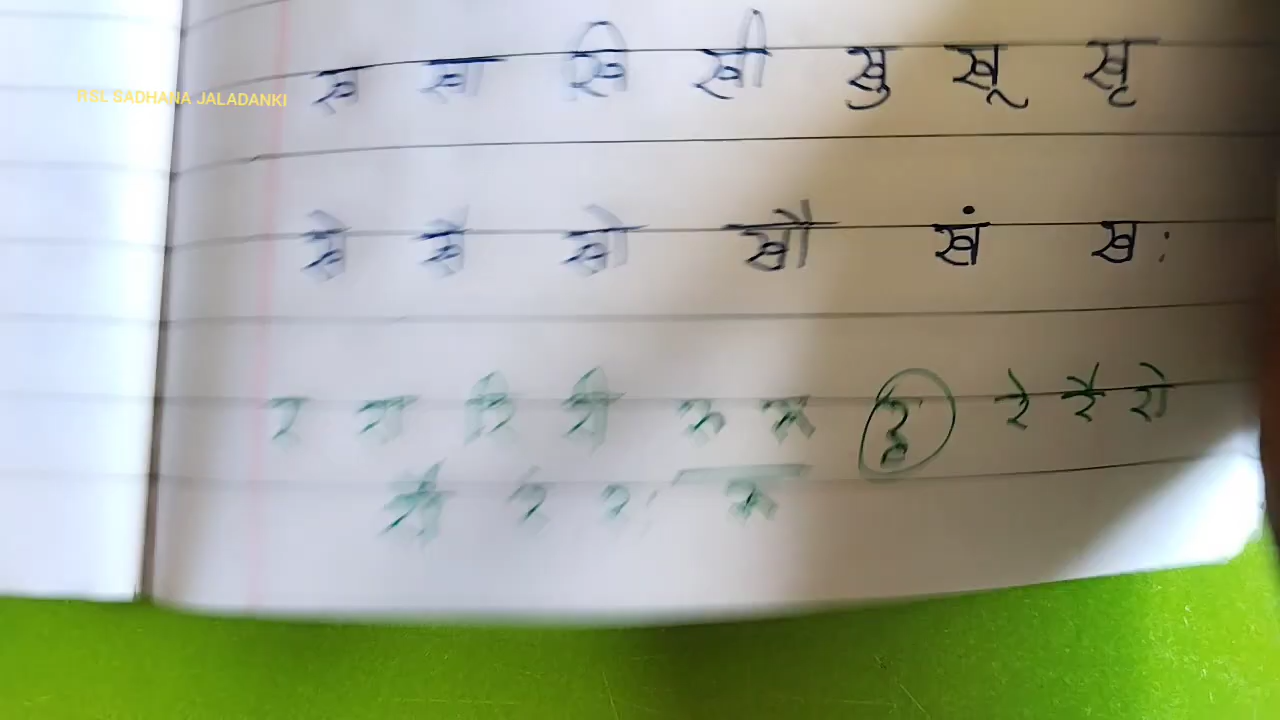 RSL SADHANA JALADANKI
ख खा खि खी खु खू खृ
खे खै खो खौ खं ख:
र रा रि री रु रू हु रे रै रो
रौ रं र: रू